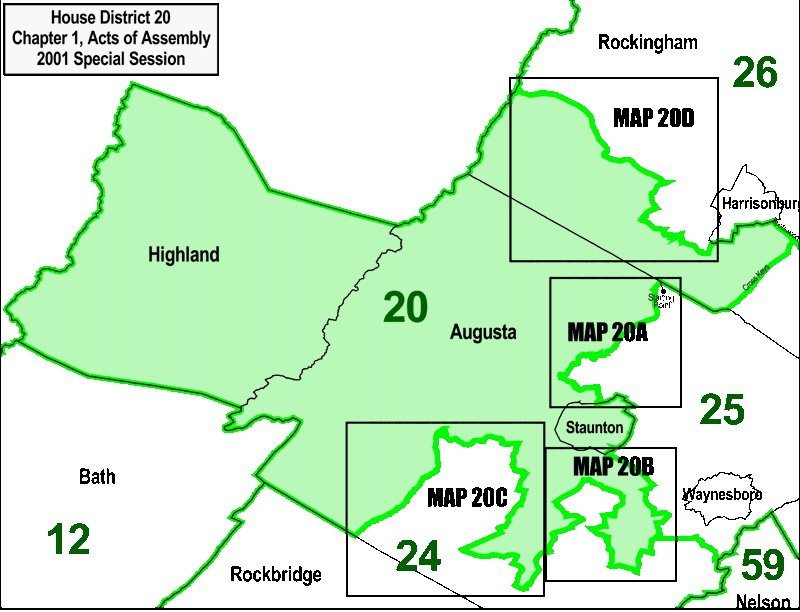 House District 20
Chapter 1, Acts of Assembly
2001 Special Session
Rockingham
26
MAP 20D
Harrisonburg
Highland
Cross Keys
20
Starting
Point
Augusta
MAP 20A
25
Staunton
MAP 20B
Bath
MAP 20C
Waynesboro
12
24
59
Rockbridge
Nelson